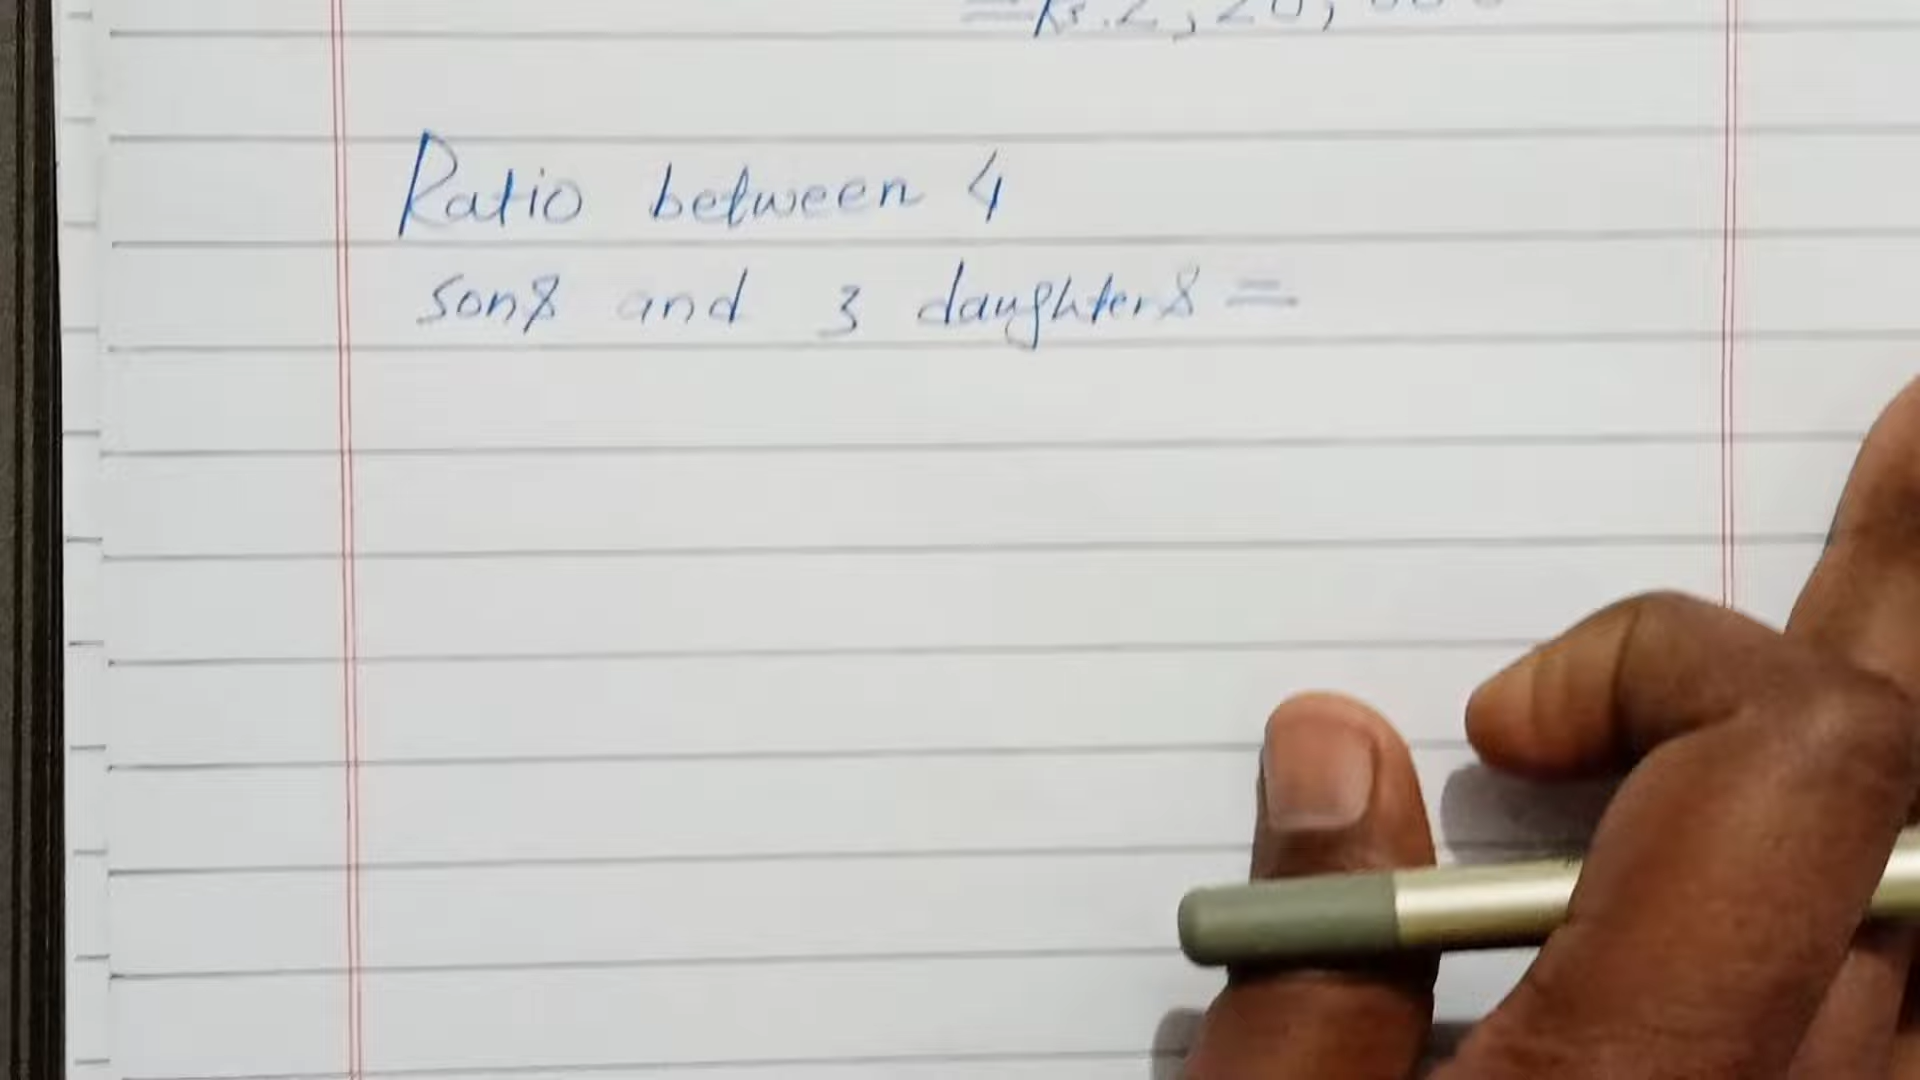 Ratio between 4
sons and 3 daughters =